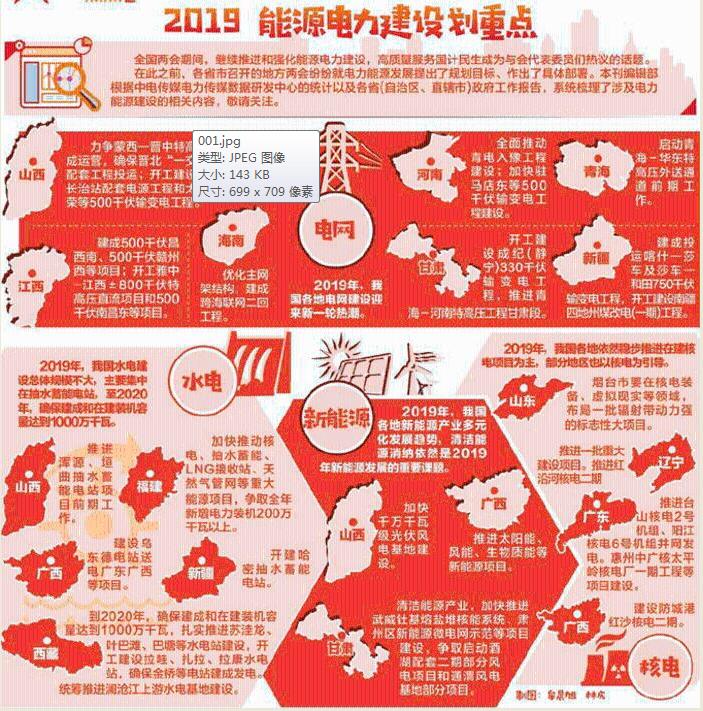 2019 能源电力建设划重点
全国两会期间，继续推进和强化能源电力建设，高质量服务国计民生成为与会代表委员们热议的话题。
在此之前，各省市召开的地方两会纷纷就电力能源发展提出了规划目标、作出了具体部署。本刊编辑部
根据中电传媒电力传媒数据研发中心的统计以及各省(自治区、直辖市)政府工作报告，系统梳理了涉及电力
能源建设的相关内容，敬请关注。
山西
力争蒙西—晋中特高
成运营，确保晋北"一交
配套工程投运；开工建设
长治站配套电源工程和太
荣等500千伏输变电工程。
001.jpg
类型: JPEG 图像
大小: 143 KB
尺寸: 699 x 709 像素
河南
全面推动
青电入豫工程
建设；加快驻
马店东等500
千伏输变电工
程建设。
青海
启动青
海－华东特
高压外送通
道前期工
作。
江西
建成500千伏昌
西南、500千伏赣州
西等项目；开工雅中
—江西±800千伏特
高压直流项目和500
千伏南昌东等项目。
海南
优化主网
架结构，建成
跨海联网二回
工程。
电网
2019年，我
国各地电网建设迎
来新一轮热潮。
甘肃
开工建
设成纪(静
宁)330千伏
输变电工
程，推进青
海－河南特高压工程甘肃段。
新疆
建成投
运喀什－莎
车及莎车－
和田750千伏
输变电工程，开工建设南疆
四地州煤改电(一期)工程。
水电
2019年，我国水电建
设总体规模不大，主要集中
在抽水蓄能电站，至2020
年，确保建成和在建装机容
量达到1000万千瓦。
山西
推进
浑源、垣
曲抽水蓄
能电站项
目前期工
作。
福建
加快推动核
电、抽水蓄能、
LNG接收站、天
然气管网等重大
能源项目，争取全年
新增电力装机200万
千瓦以上。
广西
建设乌
东德电站送
电广东广西
等项目。
新疆
开建哈
密抽水蓄能
电站。
西藏
到2020年，确保建成和在建装机容
量达到1000万千瓦，扎实推进苏洼龙、
叶巴滩、巴塘等水电站建设，开
工建设拉哇、扎拉、拉康水电
站，确保金桥等电站建成发电。
统筹推进澜沧江上游水电基地建设。
新能源
2019年，我国
各地新能源产业多元
化发展趋势，清洁能
源消纳依然是2019
年新能源发展的重要课题。
山西
加快
千万千瓦
级光伏风
电基地建
设。
广西
推进太阳能、
风能、生物质能等
新能源项目。
甘肃
清洁能源产业，加快推进
武威钍基熔盐堆核能系统、肃
州区新能源微电网示范等项目
建设，争取启动酒
湖配套二期部分风
电项目和通渭风电
基地部分项目。
2019年，我国各地依然稳步推进在建核
电项目为主，部分地区也以核电为引导。
山东
烟台市要在核电装
备、虚拟现实等领域，
布局一批辐射带动力强
的标志性大项目。
辽宁
推进一批重大
建设项目。推进红
沿河核电二期
广东
推进台
山核电2号
机组、阳江
核电6号机组并网发
电。惠州中广核太平
岭核电厂一期工程等
项目建设。
广西
建设防城港
红沙核电二期。
核电
制图：